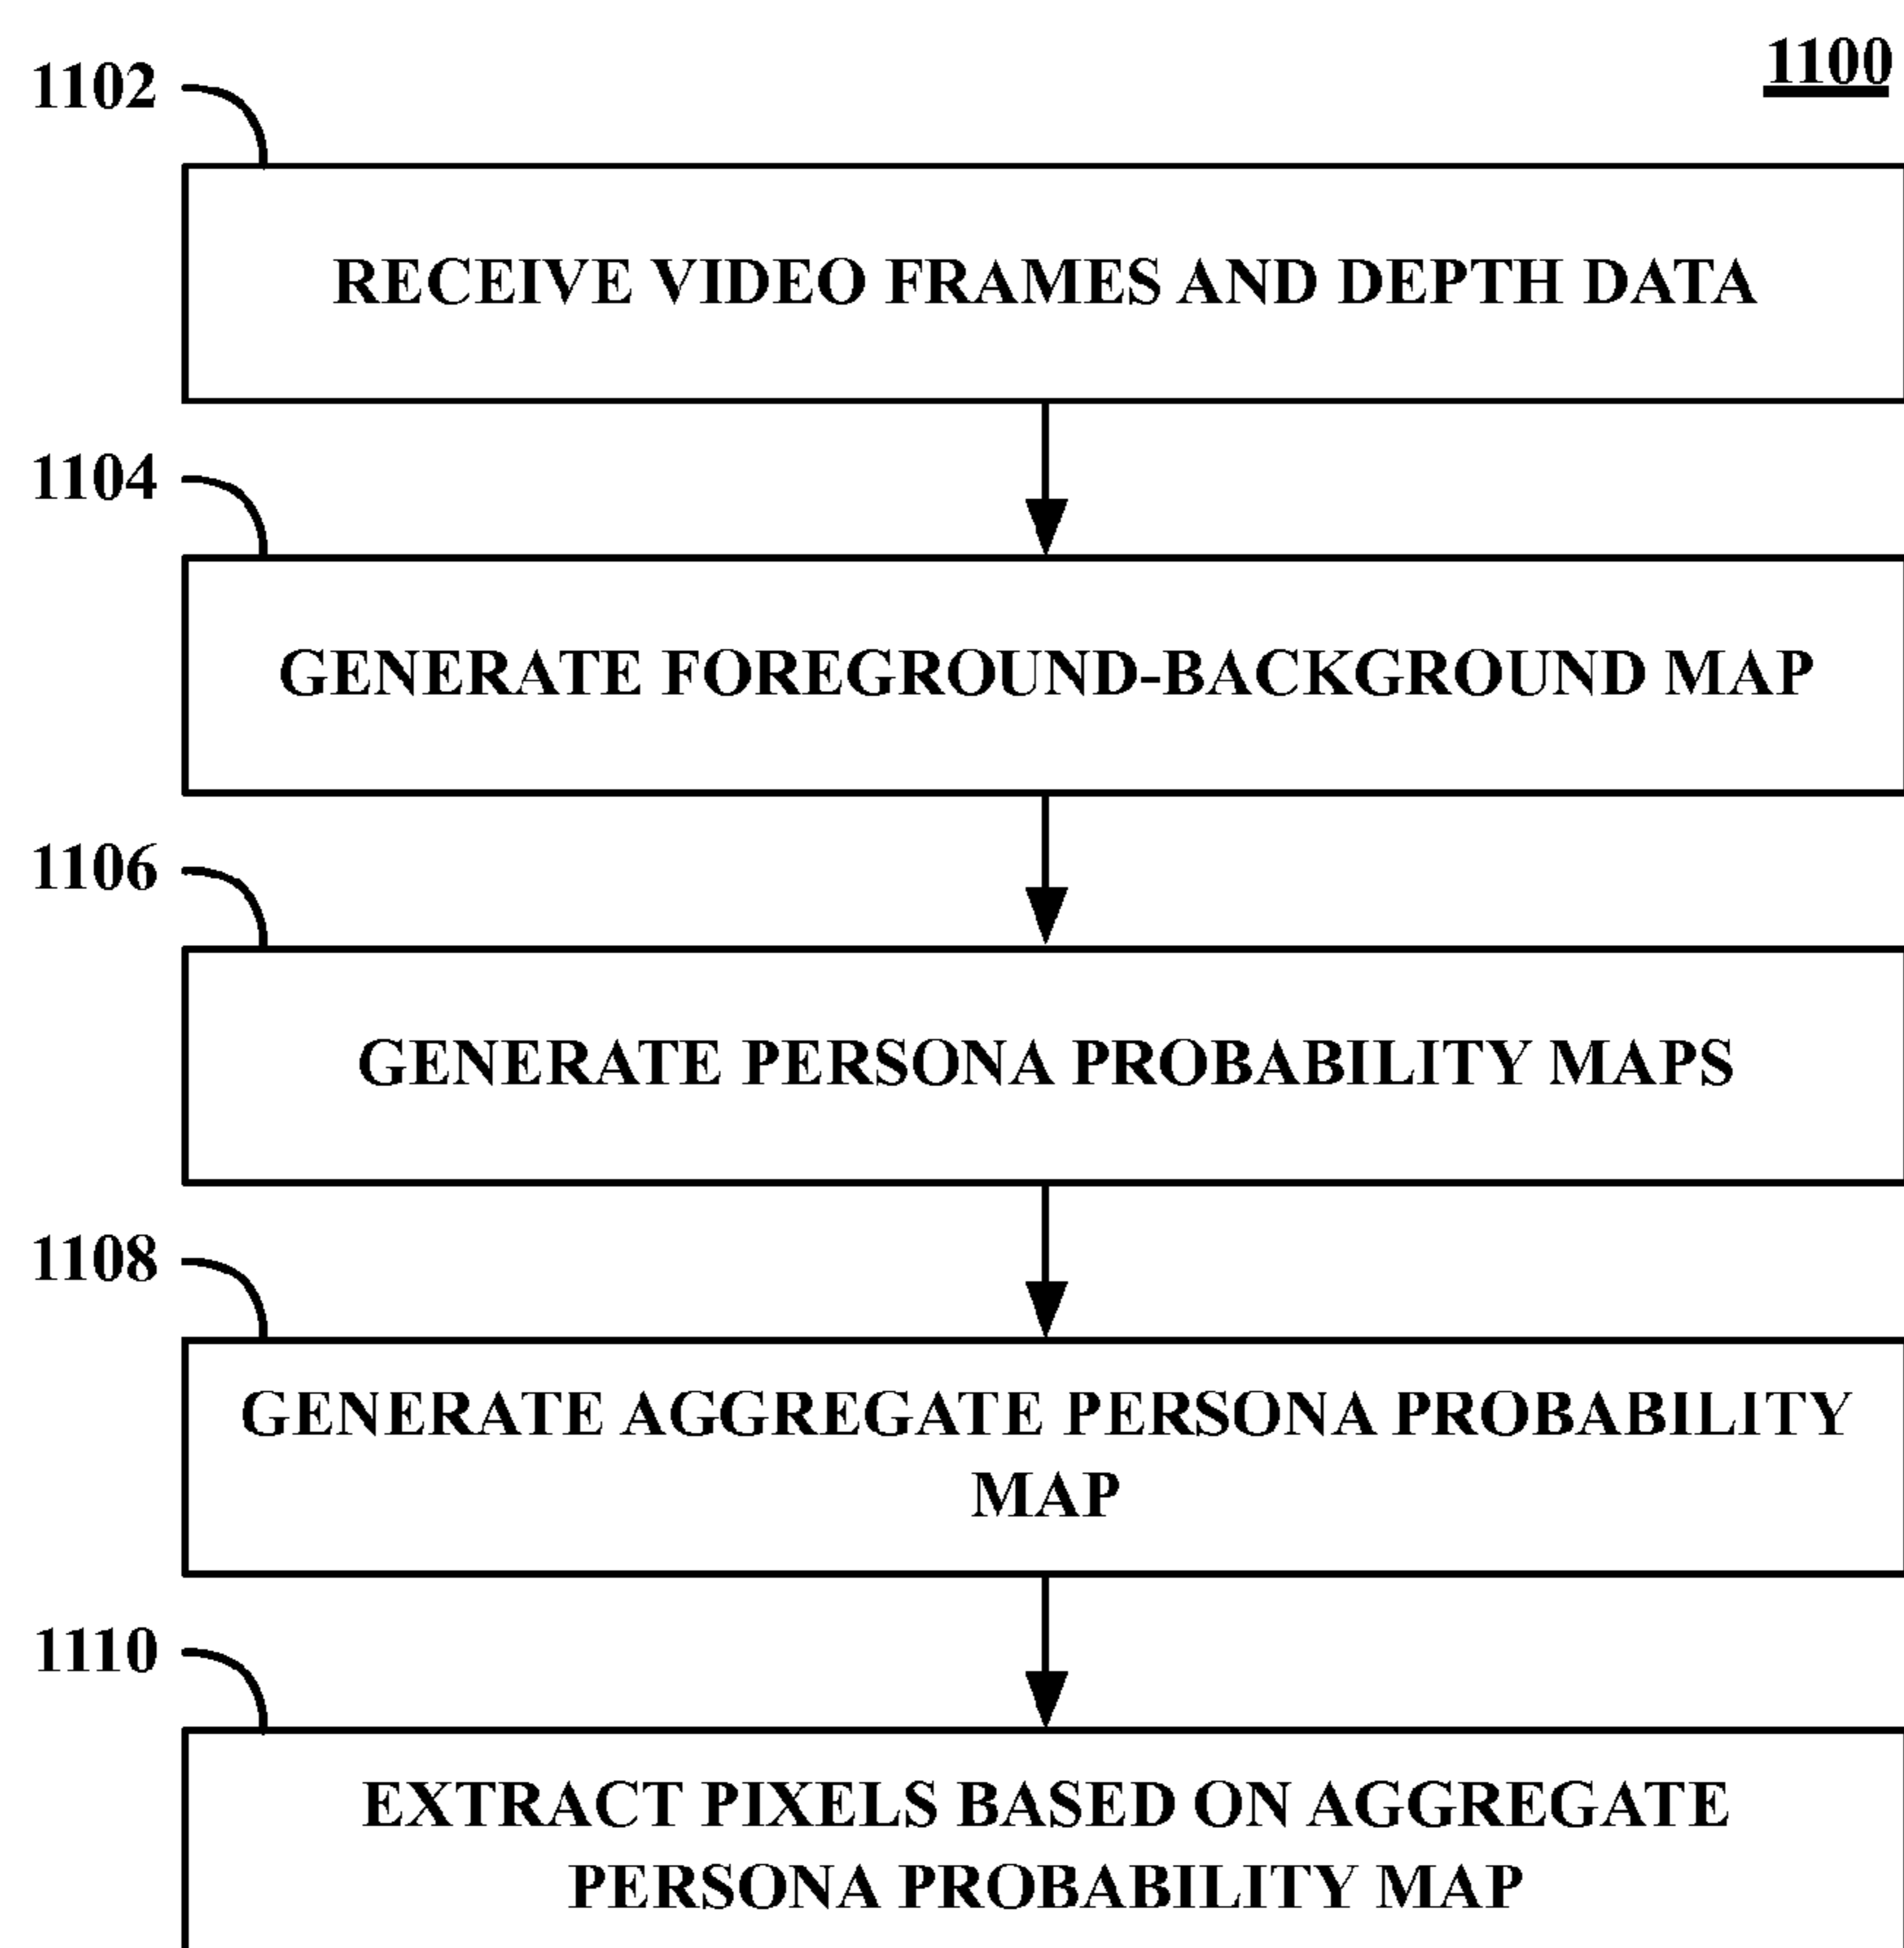 1100
1102
RECEIVE VIDEO FRAMES AND DEPTH DATA
1104
GENERATE FOREGROUND-BACKGROUND MAP
1106
GENERATE PERSONA PROBABILITY MAPS
1108
GENERATE AGGREGATE PERSONA PROBABILITY
MAP
1110
EXTRACT PIXELS BASED ON AGGREGATE
PERSONA PROBABILITY MAP